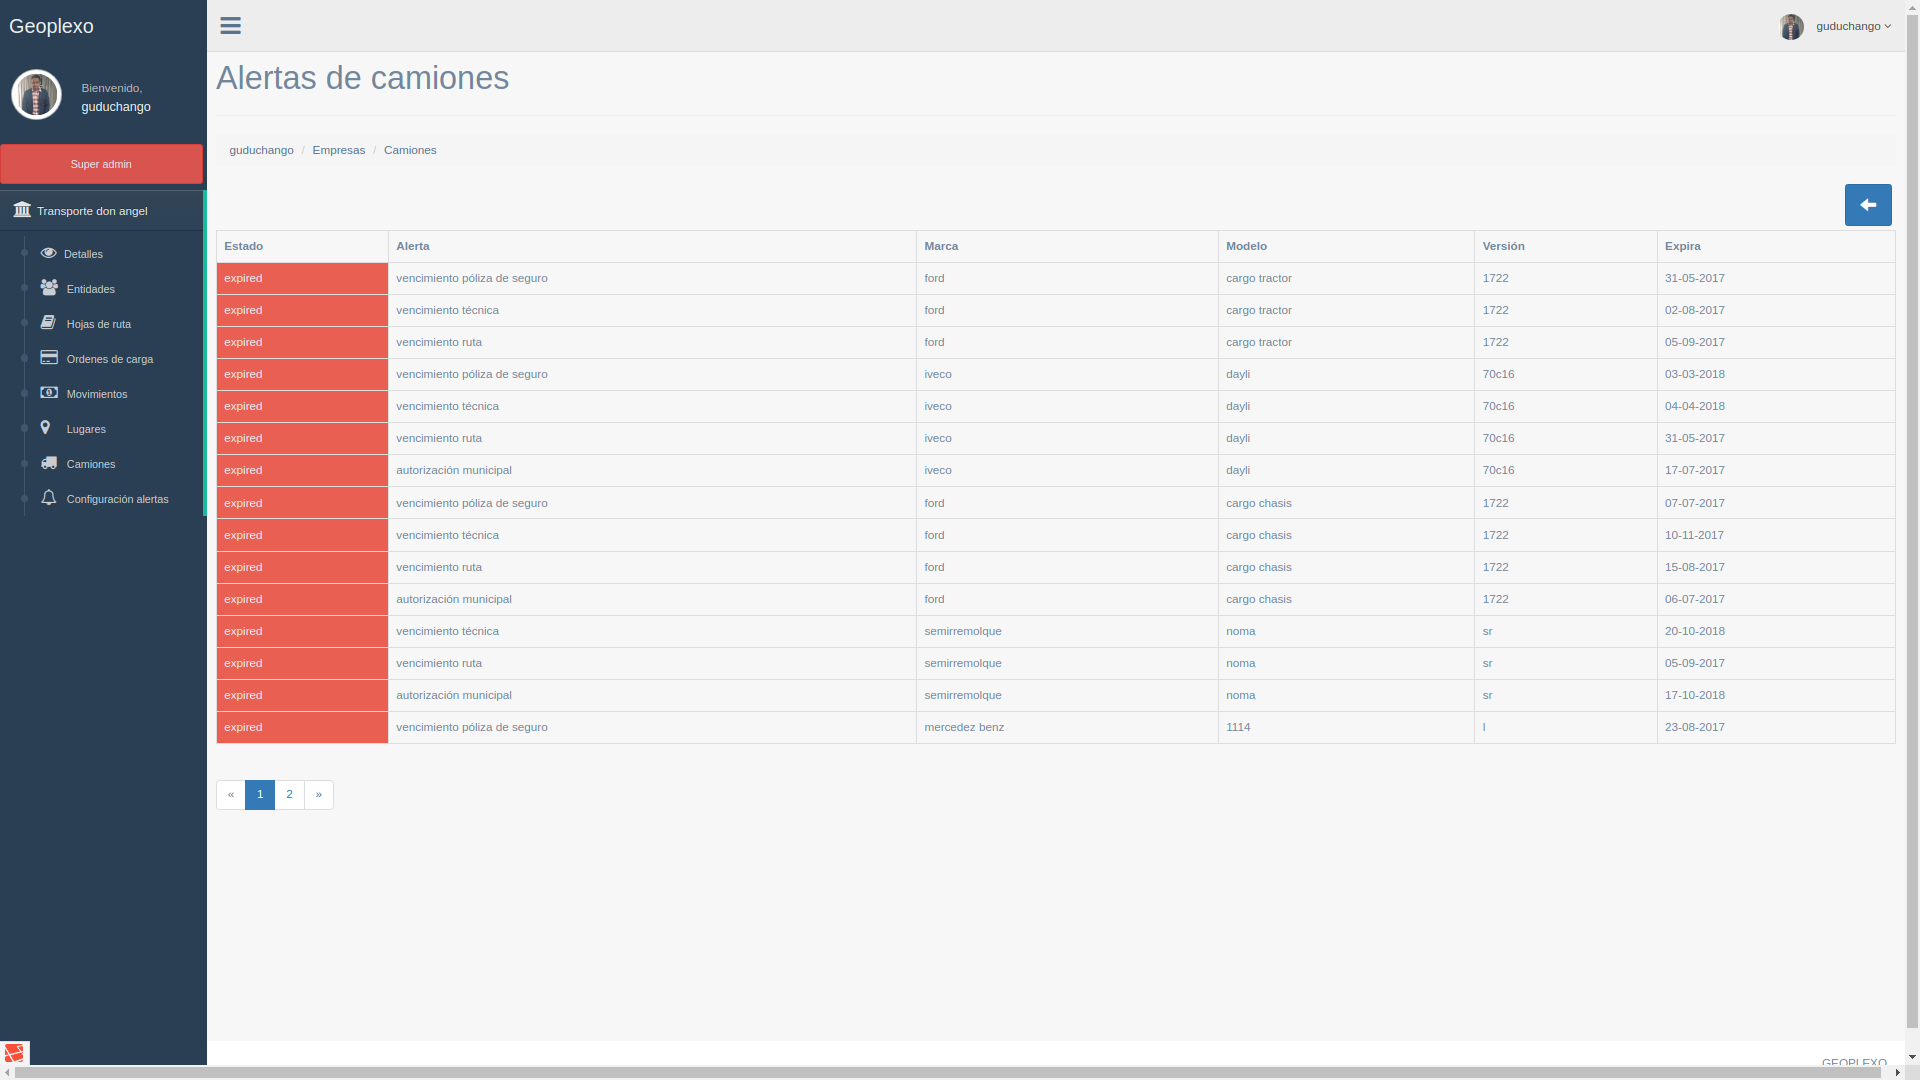 Geoplexo
guduchango
Bienvenido,
guduchango
Super admin
Transporte don angel
Detalles
Entidades
Hojas de ruta
Ordenes de carga
Movimientos
Lugares
Camiones
Configuración alertas
Alertas de camiones
guduchango / Empresas / Camiones
Estado Alerta Marca Modelo Versión Expira
expired vencimiento póliza de seguro ford cargo tractor 1722 31-05-2017
expired vencimiento técnica ford cargo tractor 1722 02-08-2017
expired vencimiento ruta ford cargo tractor 1722 05-09-2017
expired vencimiento póliza de seguro iveco dayli 70c16 03-03-2018
expired vencimiento técnica iveco dayli 70c16 04-04-2018
expired vencimiento ruta iveco dayli 70c16 31-05-2017
expired autorización municipal iveco dayli 70c16 17-07-2017
expired vencimiento póliza de seguro ford cargo chasis 1722 07-07-2017
expired vencimiento técnica ford cargo chasis 1722 10-11-2017
expired vencimiento ruta ford cargo chasis 1722 15-08-2017
expired autorización municipal ford cargo chasis 1722 06-07-2017
expired vencimiento técnica semirremolque noma sr 20-10-2018
expired vencimiento ruta semirremolque noma sr 05-09-2017
expired autorización municipal semirremolque noma sr 17-10-2018
expired vencimiento póliza de seguro mercedez benz 1114 l 23-08-2017
« 1 2 »
GEOPLEXO